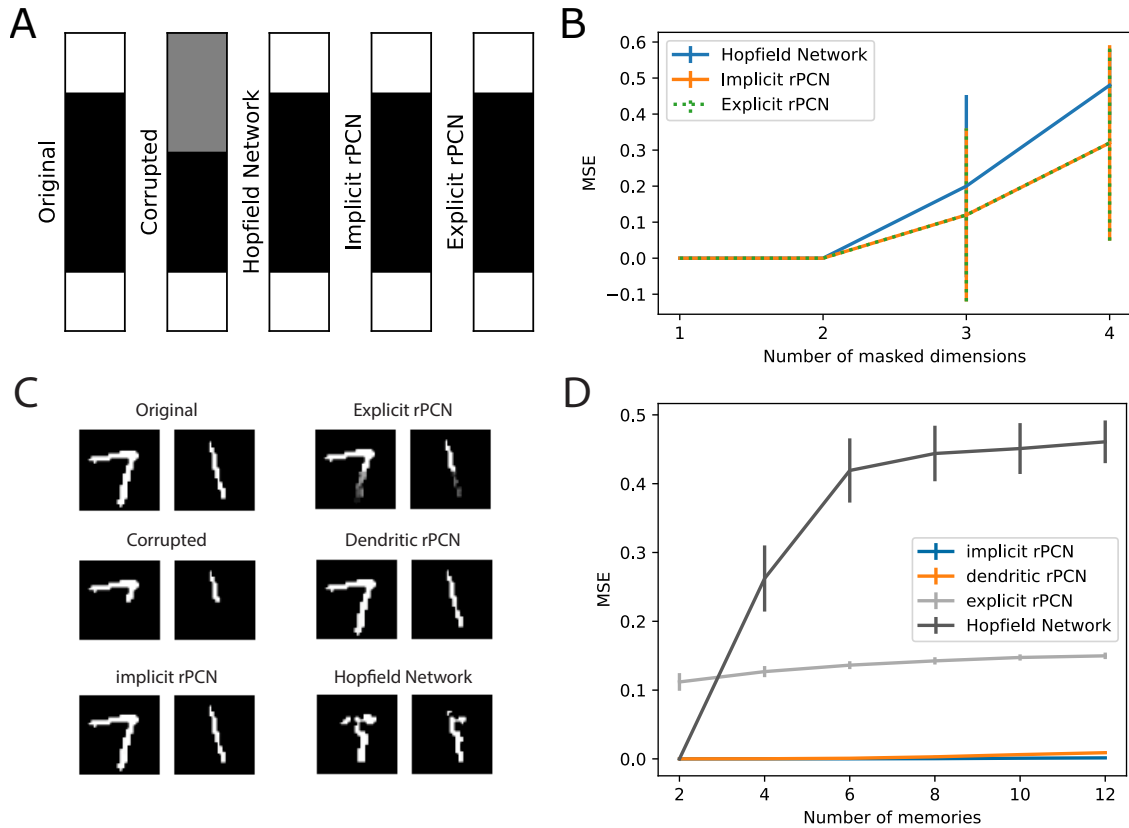 A
Original
Corrupted
Hopfield Network
Implicit rPCN
Explicit rPCN
B
Hopfield Network
Implicit rPCN
Explicit rPCN
0.6
0.5
0.4
0.3
0.2
0.1
0.0
−0.1
MSE
1 2 3 4
Number of masked dimensions
C
Original
Explicit rPCN
Corrupted
Dendritic rPCN
implicit rPCN
Hopfield Network
D
0.5
0.4
0.3
0.2
0.1
0.0
MSE
implicit rPCN
dendritic rPCN
explicit rPCN
Hopfield Network
2 4 6 8 10 12
Number of memories